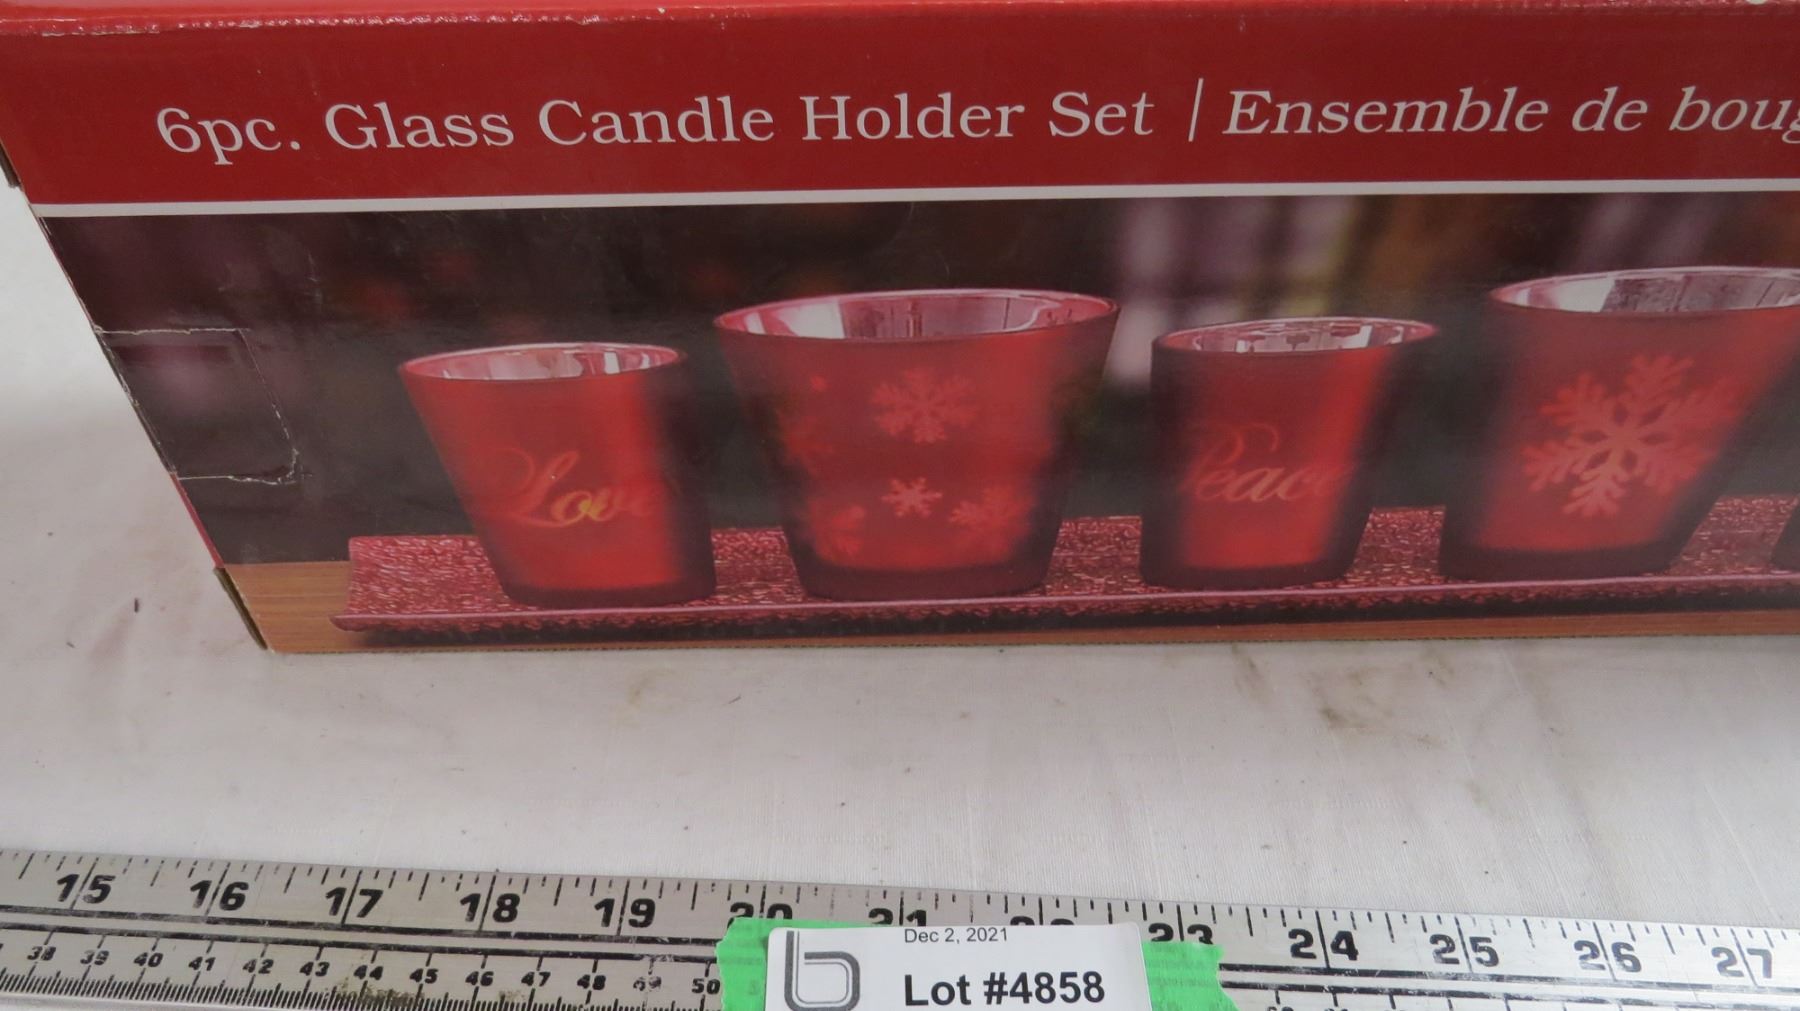 6pc. Glass Candle Holder Set | Ensemble de
Love
Peace
15 16 17 18 19 20 21 23 24 25 26 27
38 39 40 41 42 43 44 45 46 47 48 49 50
Dec 2, 2021
Lot #4858